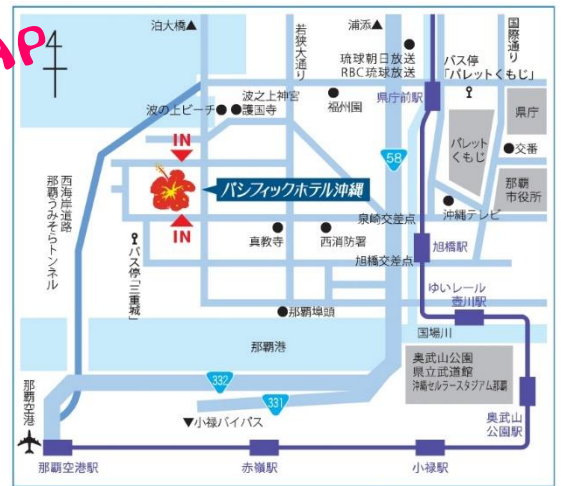 MAP
泊大橋▲
浦添▲
若狭大通り
国際通り
琉球朝日放送
RBC琉球放送
バス停
「パレットくもじ」
県庁前駅
波之上神宮
護国寺
波の上ビーチ
福州園
県庁
パレット
くもじ
交番
IN
58
西海岸道路
那覇うみそらトンネル
パシフィックホテル沖縄
那覇
市役所
沖縄テレビ
IN
泉崎交差点
真教寺
西消防署
旭橋駅
旭橋交差点
バス停「三重城」
ゆいレール
壺川駅
那覇埠頭
国場川
那覇港
奥武山公園
県立武道館
沖縄セルラースタジアム那覇
332
331
奥武山
公園駅
▼小禄バイパス
那覇空港
那覇空港駅
赤嶺駅
小禄駅